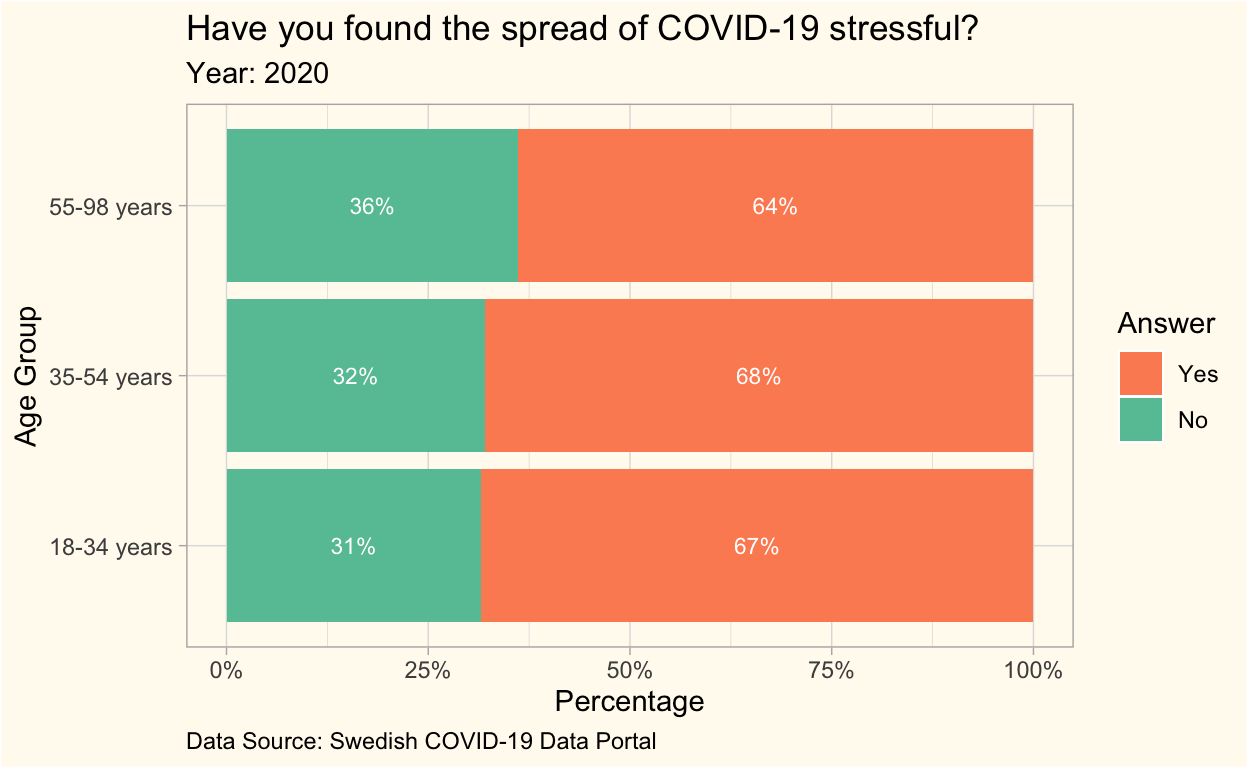 Have you found the spread of COVID-19 stressful?
Year: 2020
55-98 years
36%
64%
35-54 years
32%
68%
18-34 years
31%
67%
0%
25%
50%
75%
100%
Percentage
Age Group
Answer
Yes
No
Data Source: Swedish COVID-19 Data Portal